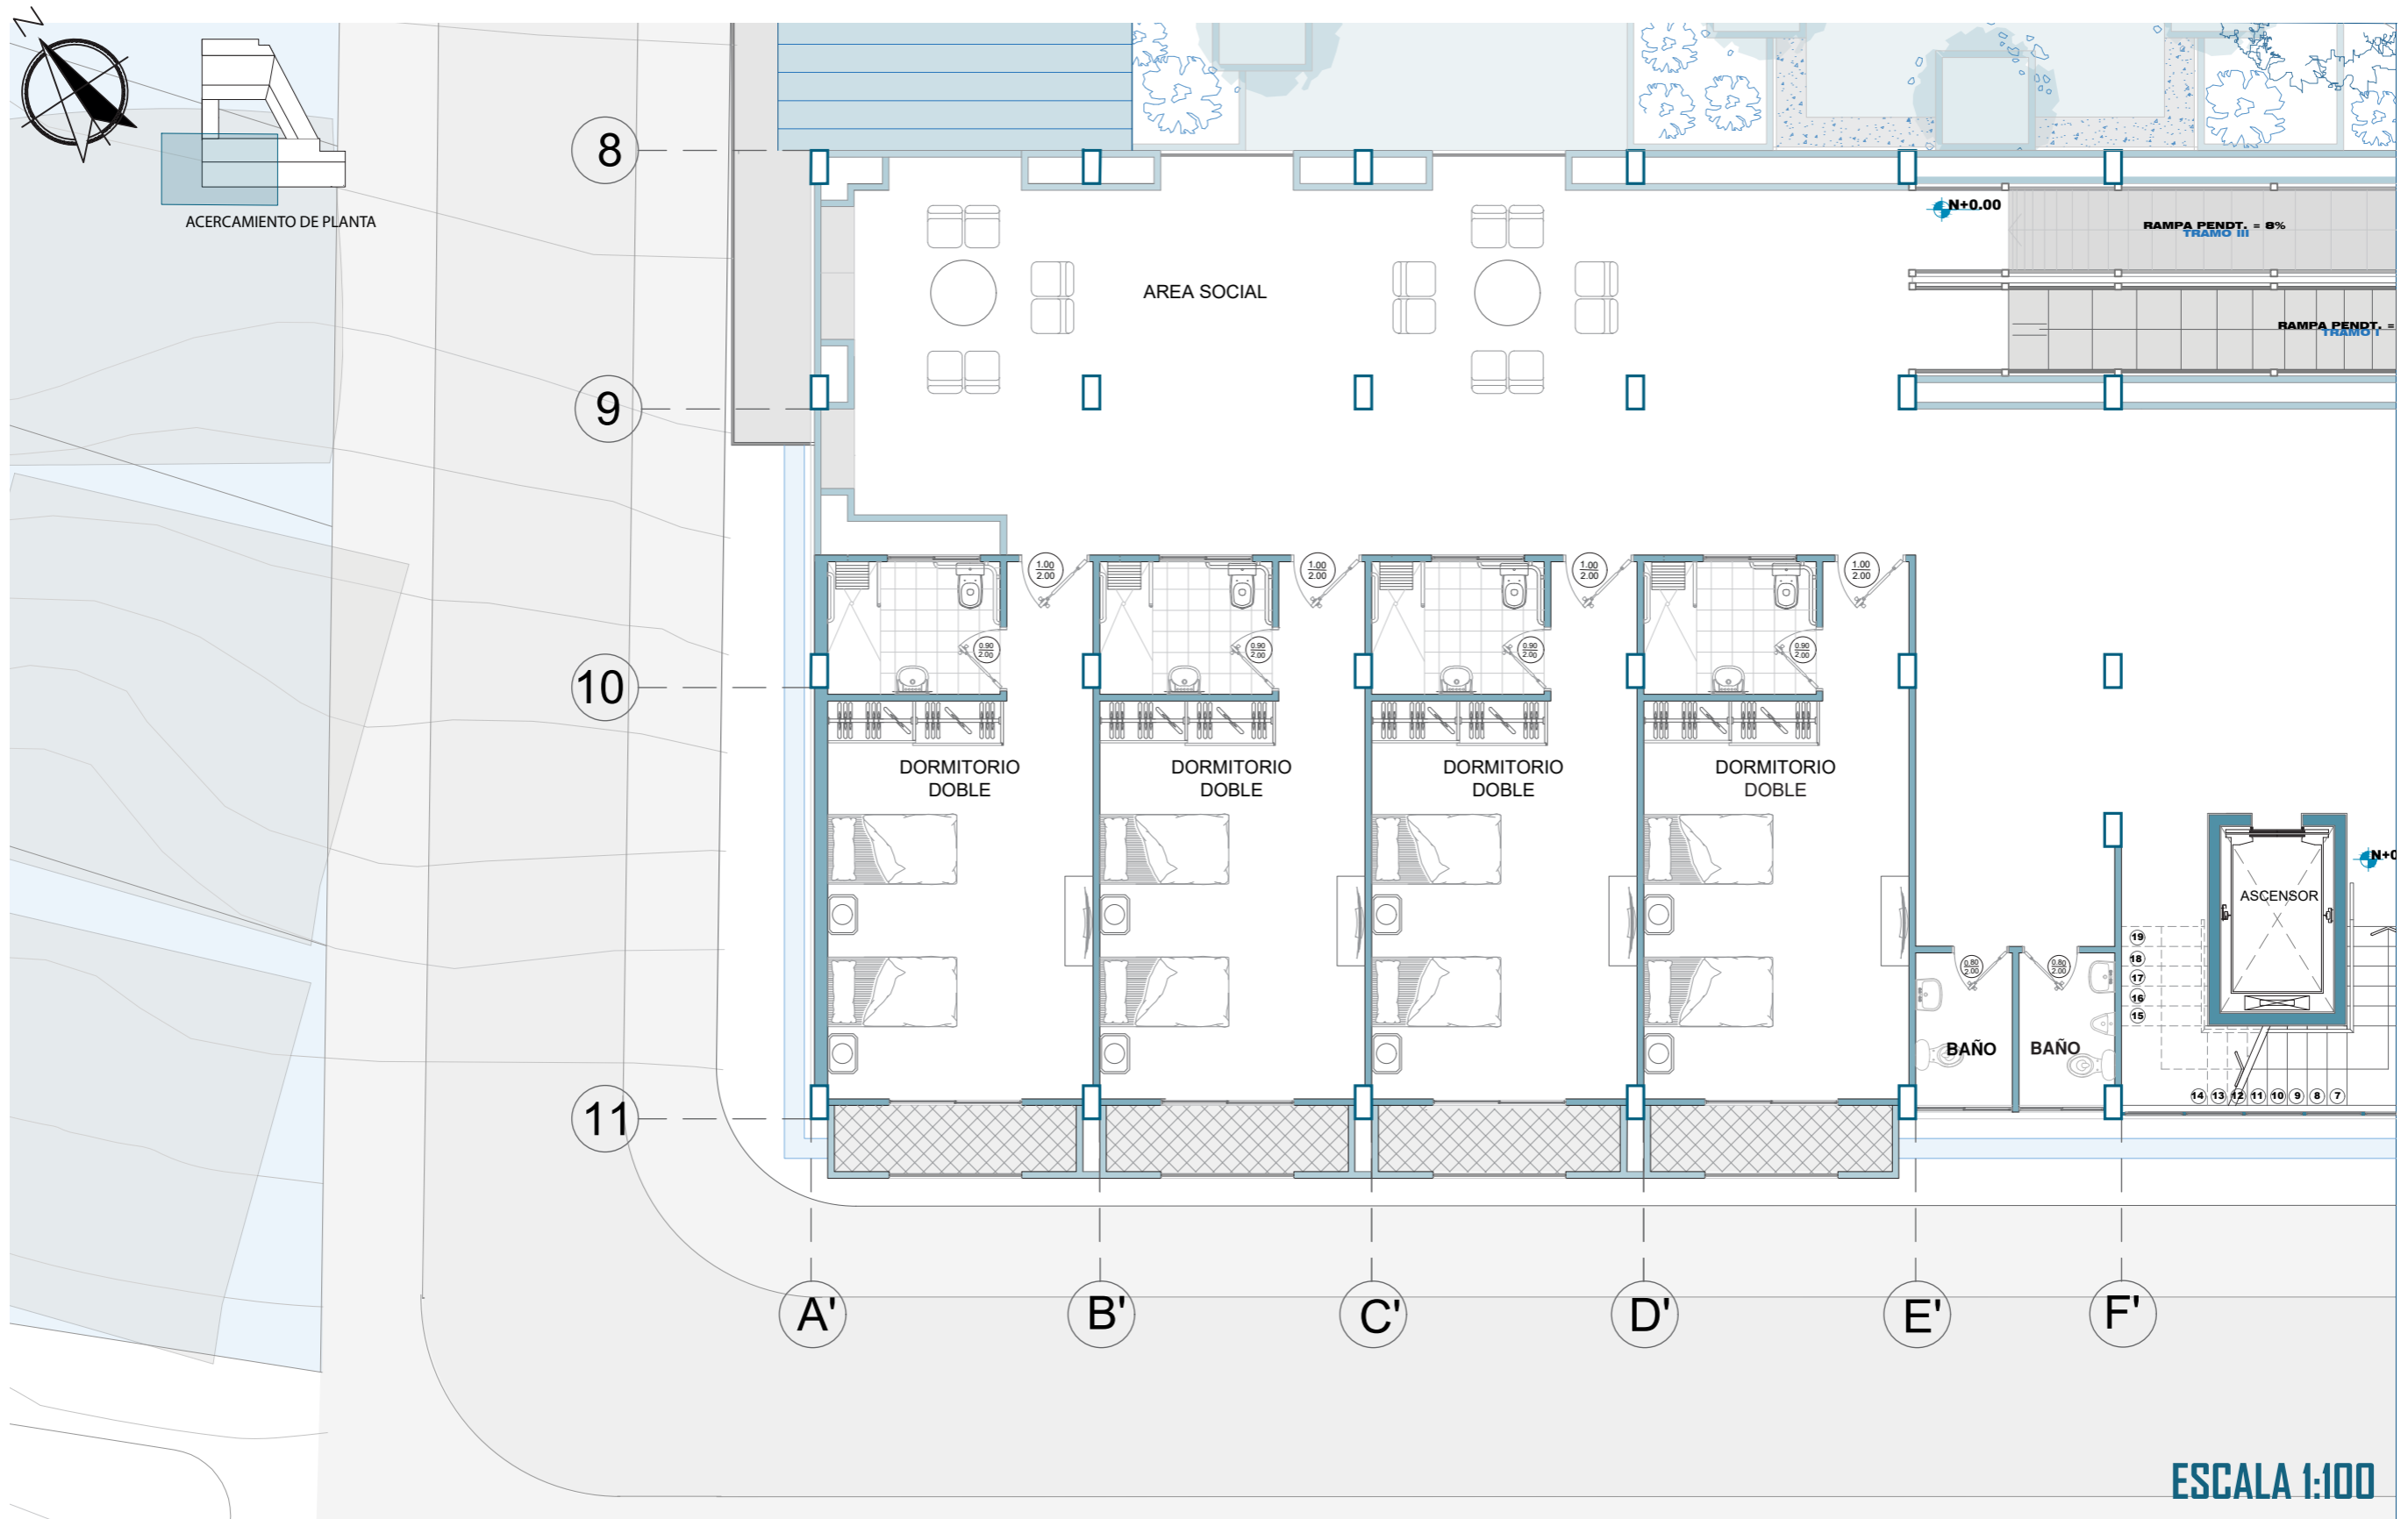 N
ACERCAMIENTO DE PLANTA
8
N+0.00
RAMPA PENDT. = 8%
TRAMO III
AREA SOCIAL
RAMPA PENDT. =
TRAMO I
9
1.00
2.00
1.00
2.00
1.00
2.00
1.00
2.00
0.90
2.00
0.90
2.00
0.90
2.00
0.90
2.00
10
DORMITORIO
DOBLE
DORMITORIO
DOBLE
DORMITORIO
DOBLE
DORMITORIO
DOBLE
N+0
ASCENSOR
0.80
2.00
0.80
2.00
19
18
17
16
15
BAÑO
BAÑO
14 13 12 11 10 9 8 7
11
A' B' C' D' E' F'
ESCALA 1:100